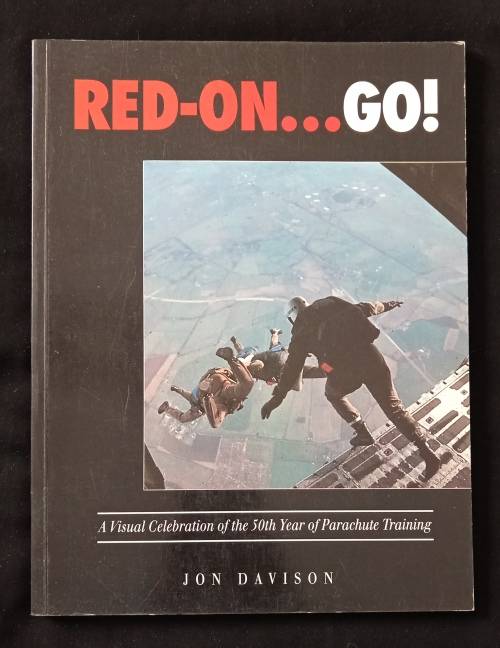 RED-ON...GO!
A Visual Celebration of the 50th Year of Parachute Training
JON DAVISON